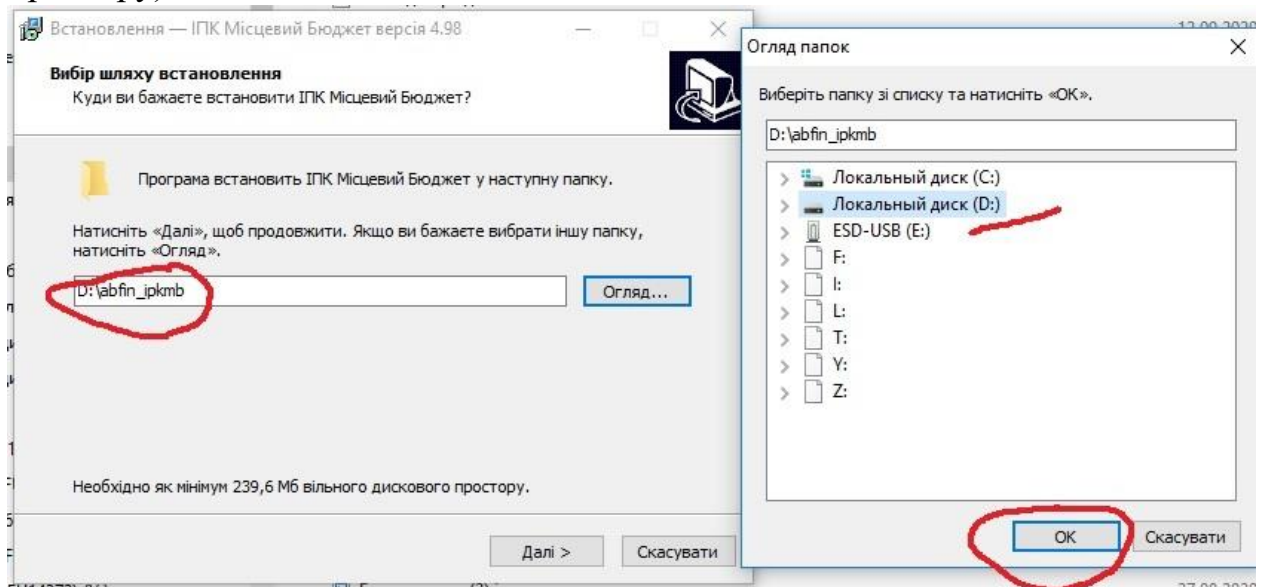 Встановлення — ІПК Місцевий Бюджет версія 4.98
Вибір шляху встановлення
Куди ви бажаєте встановити ІПК Місцевий Бюджет?
Програма встановить ІПК Місцевий Бюджет у наступну папку.
Натисніть «Далі», щоб продовжити. Якщо ви бажаєте вибрати іншу папку,
натисніть «Огляд».
D:\abfin_ipkmb
Огляд...
Необхідно як мінімум 239,6 Мб вільного дискового простору.
Далі >
Скасувати
Огляд папок
Виберіть папку зі списку та натисніть «ОК».
D:\abfin_ipkmb
Локальный диск (C:)
Локальный диск (D:)
ESD-USB (E:)
F:
I:
L:
T:
Y:
Z:
ОК
Скасувати